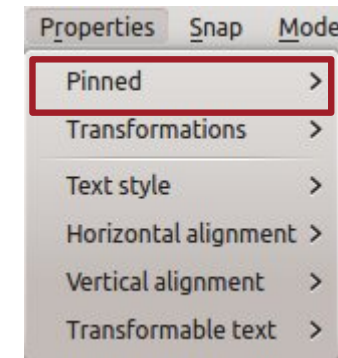 Properties Snap Mode
Pinned >
Transformations >
Text style >
Horizontal alignment >
Vertical alignment >
Transformable text >